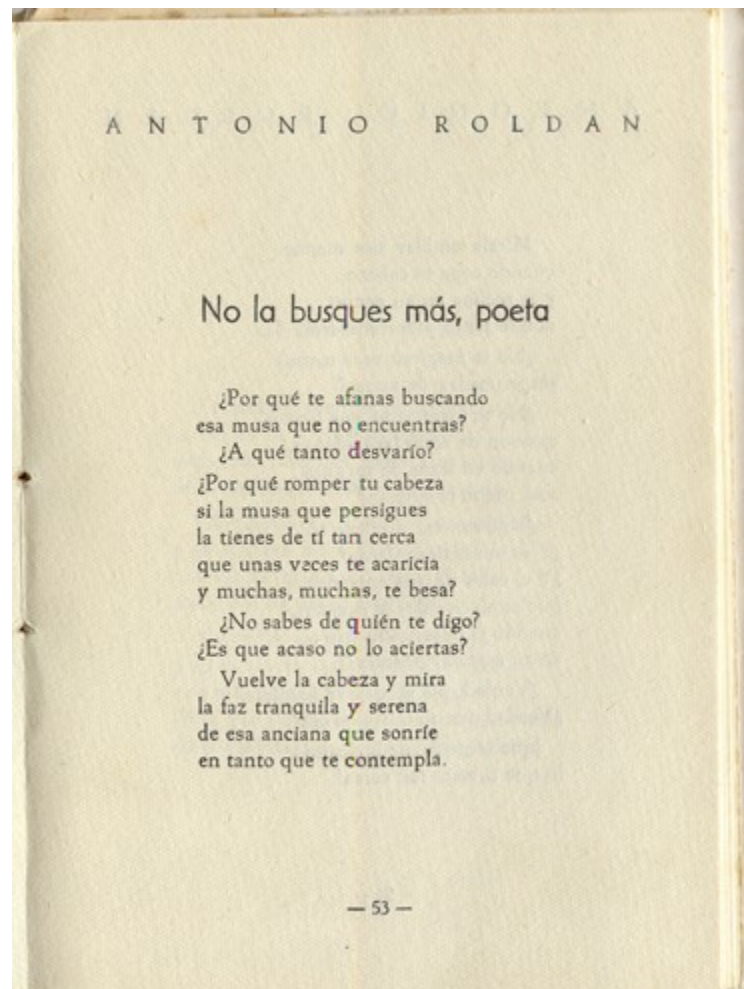 ANTONIO ROLDAN
No la busques más, poeta
¿Por qué te afanas buscando
esa musa que no encuentras?
¿A qué tanto desvarío?
¿Por qué romper tu cabeza
si la musa que persigues
la tienes de tí tan cerca
que unas veces te acaricia
y muchas, muchas, te besa?
¿No sabes de quién te digo?
¿Es que acaso no lo aciertas?
Vuelve la cabeza y mira
la faz tranquila y serena
de esa anciana que sonríe
en tanto que te contempla.
— 53 —